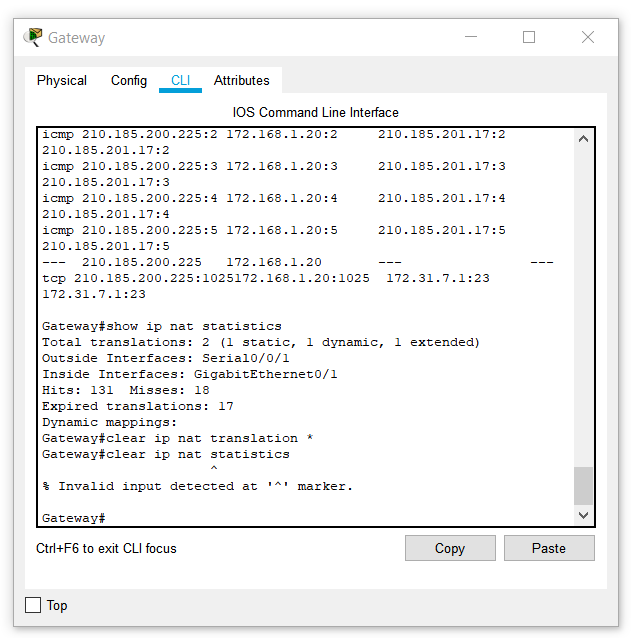 Gateway
Physical Config CLI Attributes
IOS Command Line Interface
icmp 210.185.200.225:2 172.168.1.20:2     210.185.201.17:2
210.185.201.17:2
icmp 210.185.200.225:3 172.168.1.20:3     210.185.201.17:3
210.185.201.17:3
icmp 210.185.200.225:4 172.168.1.20:4     210.185.201.17:4
210.185.201.17:4
icmp 210.185.200.225:5 172.168.1.20:5     210.185.201.17:5
210.185.201.17:5
---  210.185.200.225   172.168.1.20       ---                ---
tcp 210.185.200.225:1025172.168.1.20:1025  172.31.7.1:23
172.31.7.1:23
Gateway#show ip nat statistics
Total translations: 2 (1 static, 1 dynamic, 1 extended)
Outside Interfaces: Serial0/0/1
Inside Interfaces: GigabitEthernet0/1
Hits: 131  Misses: 18
Expired translations: 17
Dynamic mappings:
Gateway#clear ip nat translation *
Gateway#clear ip nat statistics
^
% Invalid input detected at '^' marker.
Gateway#
Ctrl+F6 to exit CLI focus
Copy Paste
Top